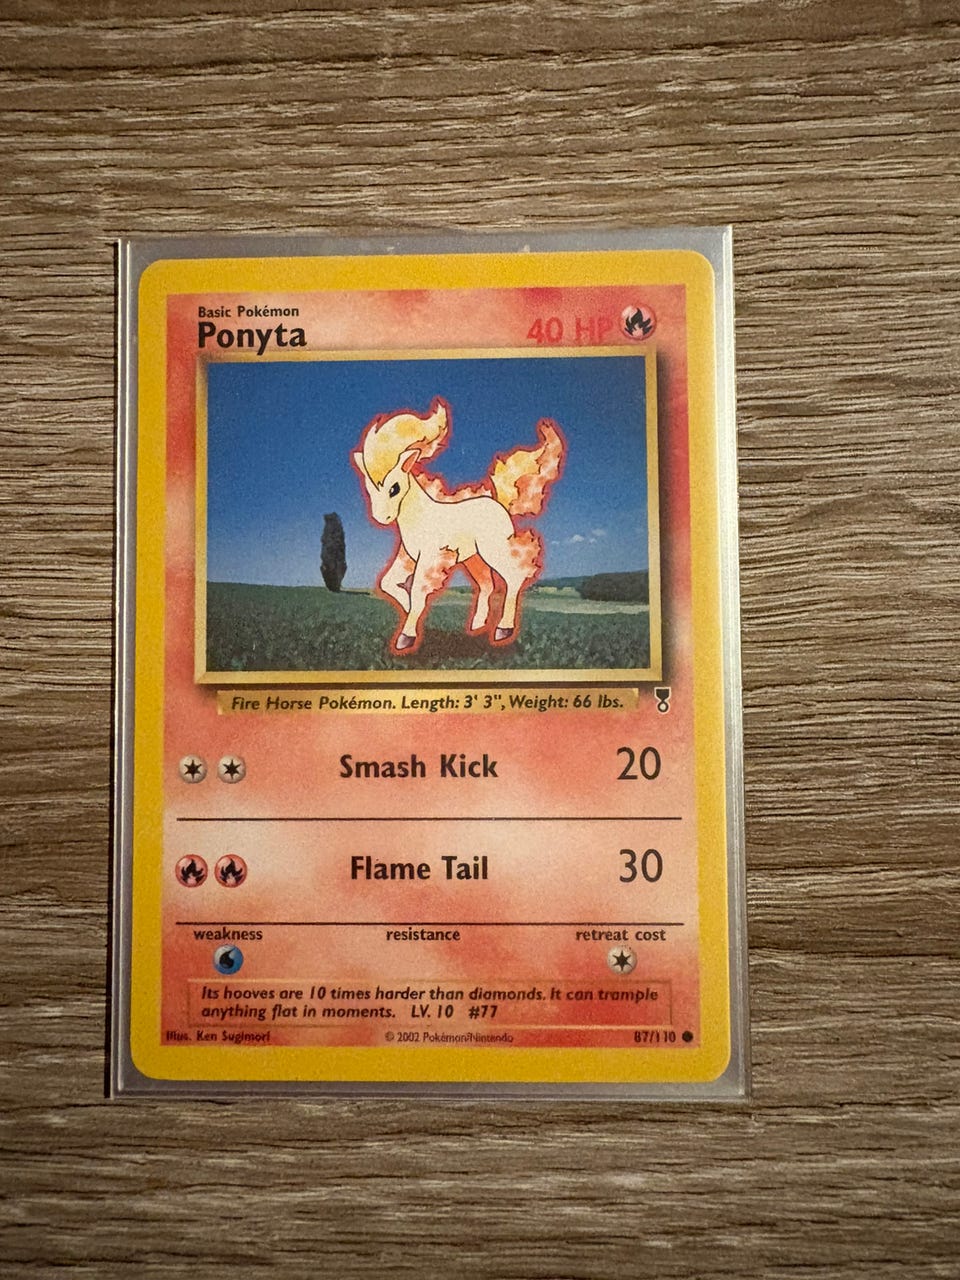 Basic Pokémon
Ponyta
40 HP
Fire Horse Pokémon. Length: 3' 3", Weight: 66 lbs.
Smash Kick 20
Flame Tail 30
weakness resistance retreat cost
Its hooves are 10 times harder than diamonds. It can trample
anything flat in moments. LV. 10 #77
Illus. Ken Sugimori © 2002 Pokémon/Nintendo 87/110